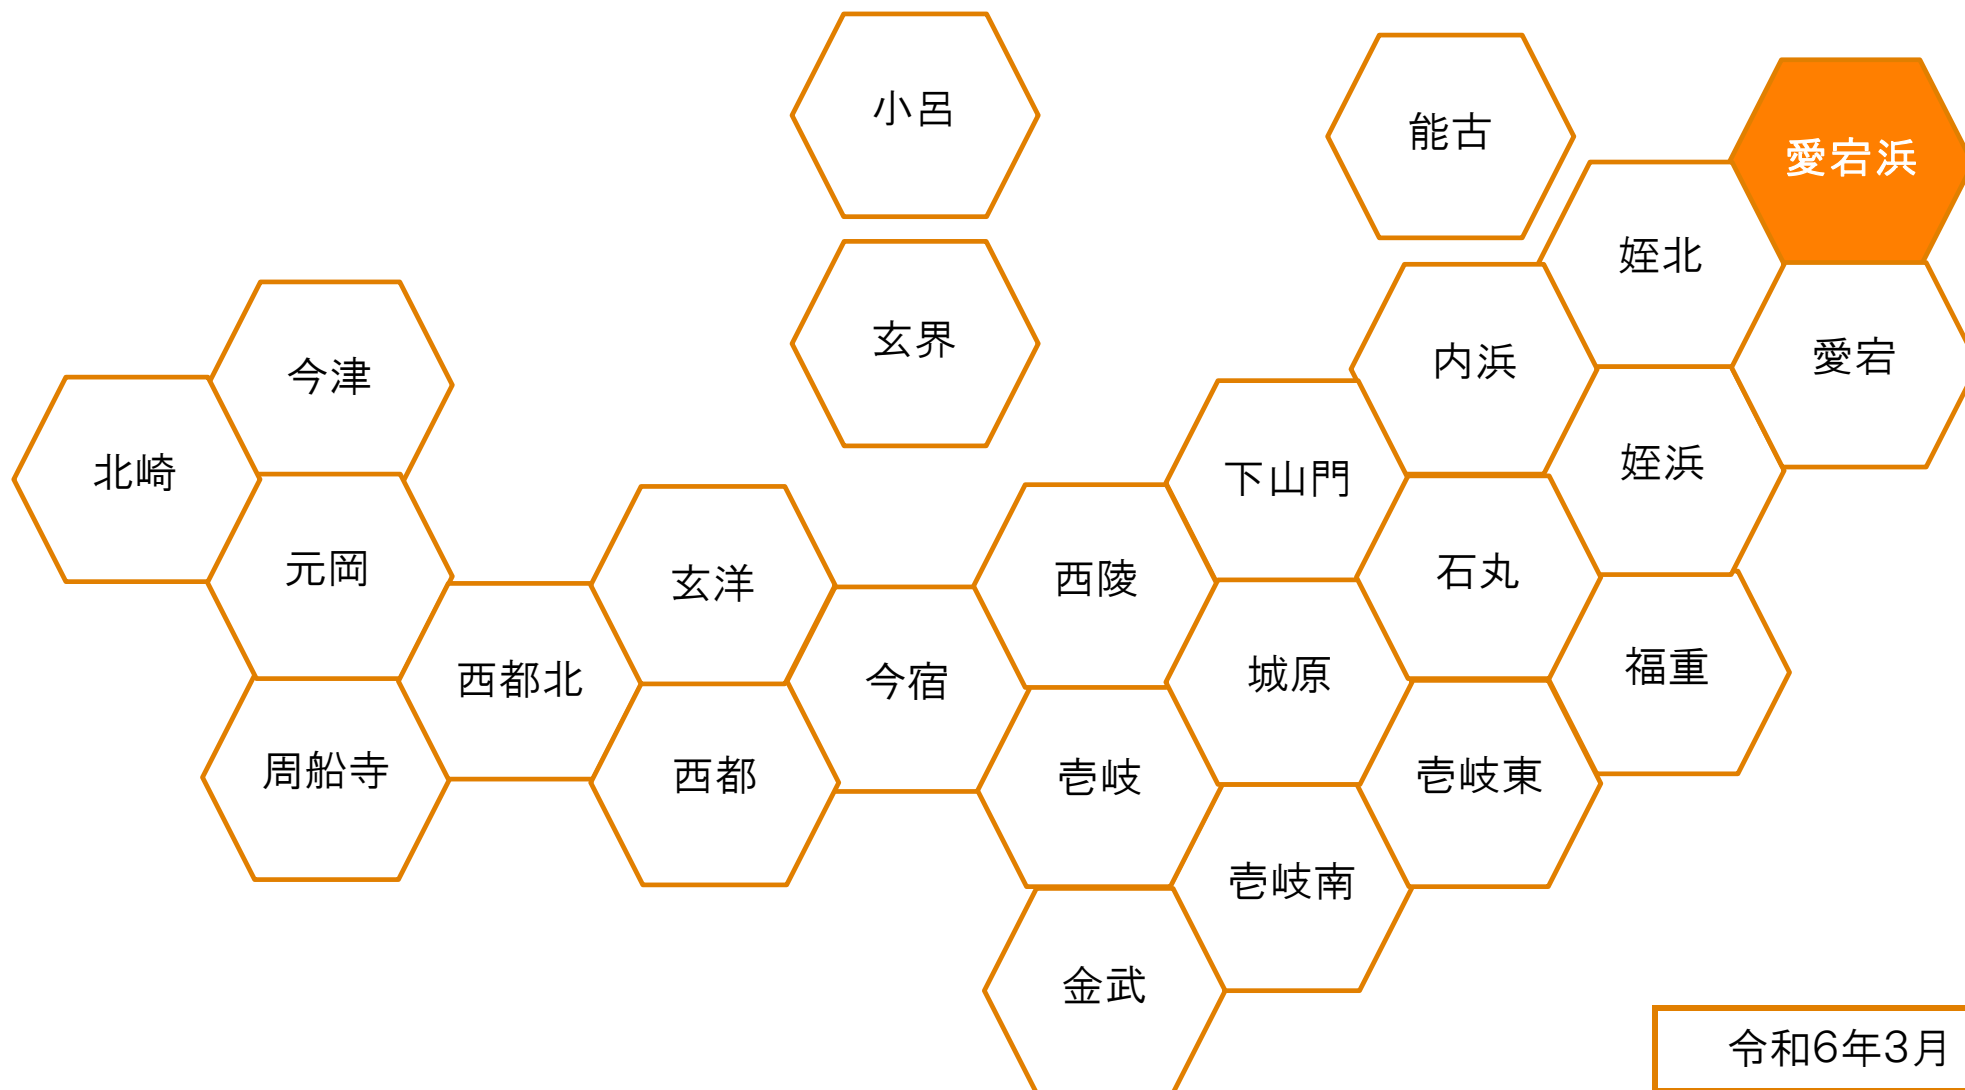 小呂
能古
愛宕浜
姪北
玄界
愛宕
内浜
今津
姪浜
北崎
下山門
元岡
石丸
西陵
玄洋
福重
城原
西都北
今宿
周船寺
西都
壱岐
壱岐東
壱岐南
金武
令和6年3月